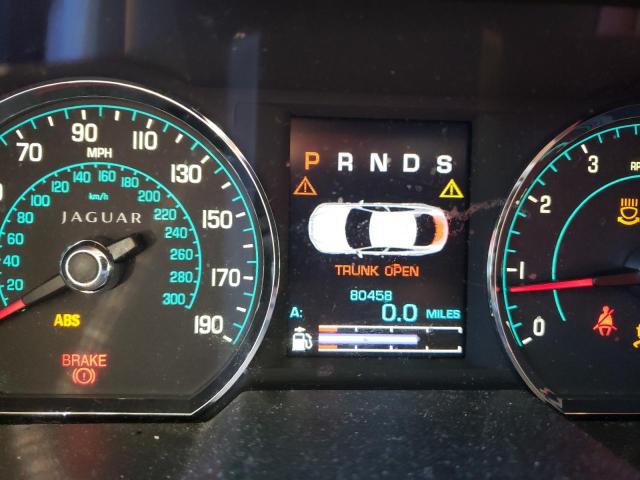 70 90 110 130 150 170 190
MPH
20 40 60 80 100 120 140 160 180 200 220 240 260 280 300
km/h
JAGUAR
ABS
BRAKE
P R N D S
TRUNK OPEN
80458
A: 0.0 MILES
0 1 2 3
RP